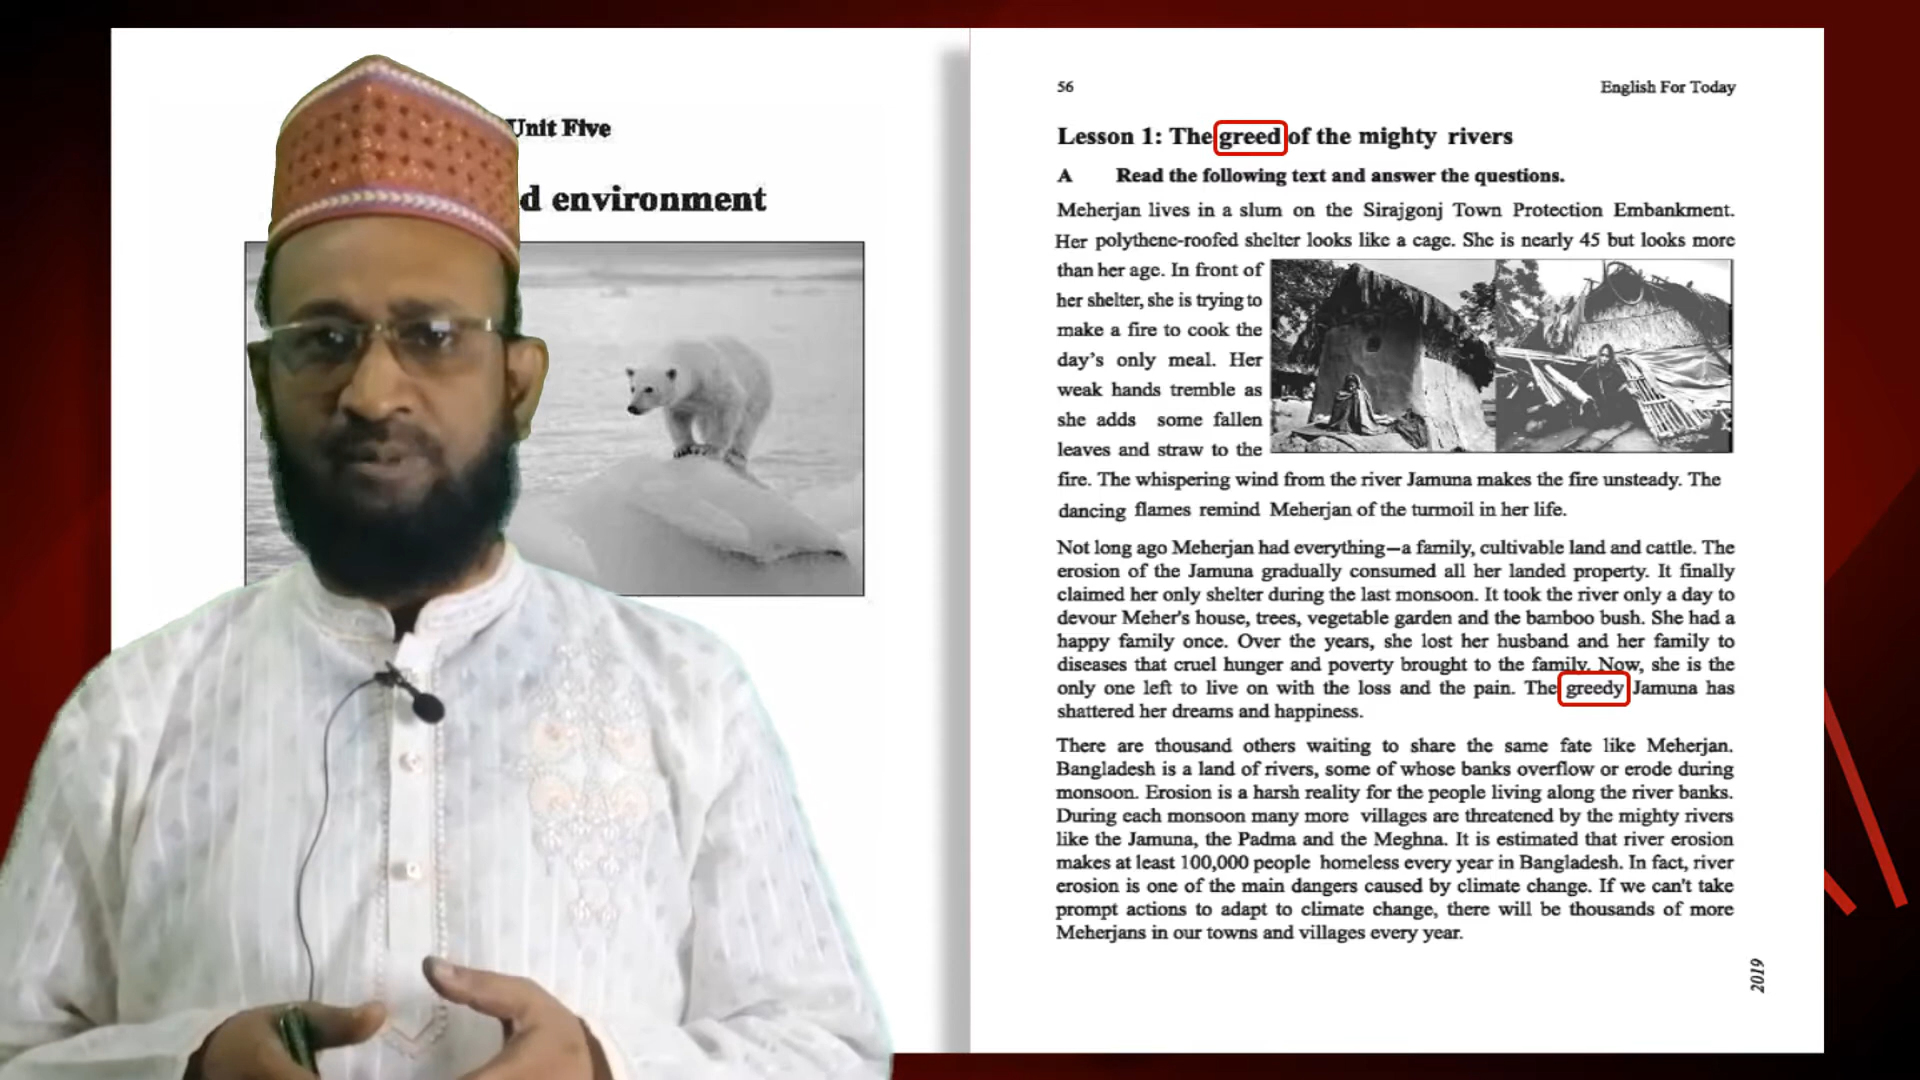 Unit Five
d environment
56 English For Today
Lesson 1: The greed of the mighty rivers
A Read the following text and answer the questions.
Meherjan lives in a slum on the Sirajgonj Town Protection Embankment.
Her polythene-roofed shelter looks like a cage. She is nearly 45 but looks more
than her age. In front of
her shelter, she is trying to
make a fire to cook the
day's only meal. Her
weak hands tremble as
she adds some fallen
leaves and straw to the
fire. The whispering wind from the river Jamuna makes the fire unsteady. The
dancing flames remind Meherjan of the turmoil in her life.
Not long ago Meherjan had everything—a family, cultivable land and cattle. The
erosion of the Jamuna gradually consumed all her landed property. It finally
claimed her only shelter during the last monsoon. It took the river only a day to
devour Meher's house, trees, vegetable garden and the bamboo bush. She had a
happy family once. Over the years, she lost her husband and her family to
diseases that cruel hunger and poverty brought to the family. Now, she is the
only one left to live on with the loss and the pain. The greedy Jamuna has
shattered her dreams and happiness.
There are thousand others waiting to share the same fate like Meherjan.
Bangladesh is a land of rivers, some of whose banks overflow or erode during
monsoon. Erosion is a harsh reality for the people living along the river banks.
During each monsoon many more villages are threatened by the mighty rivers
like the Jamuna, the Padma and the Meghna. It is estimated that river erosion
makes at least 100,000 people homeless every year in Bangladesh. In fact, river
erosion is one of the main dangers caused by climate change. If we can't take
prompt actions to adapt to climate change, there will be thousands of more
Meherjans in our towns and villages every year.
2019